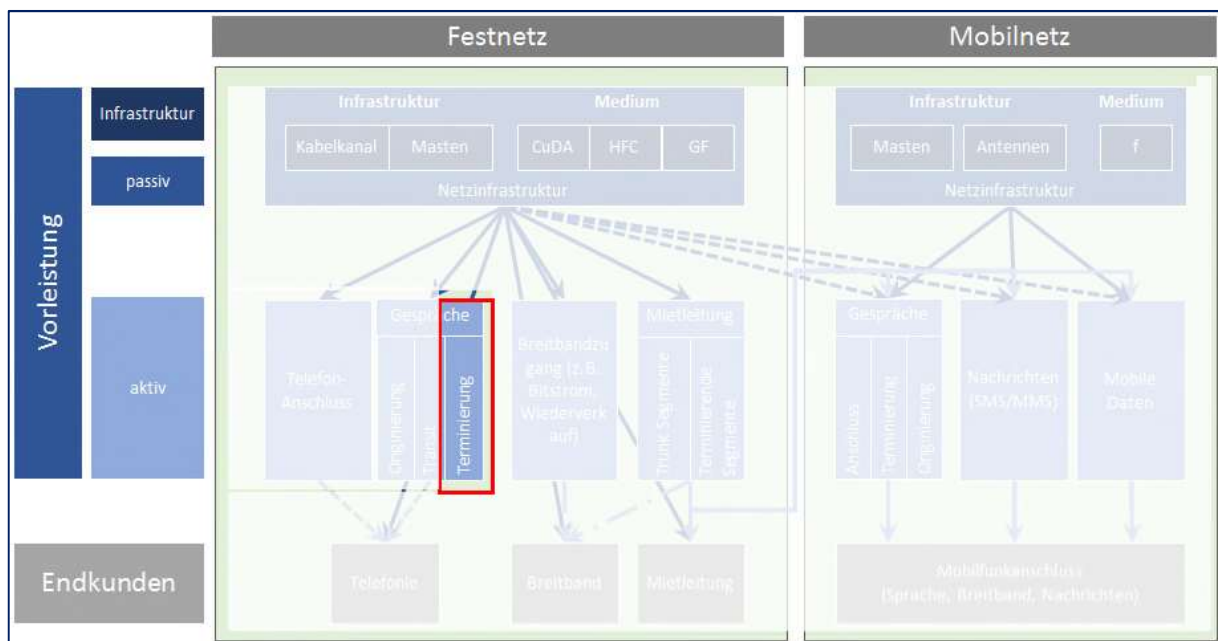 Festnetz
Mobilnetz
Vorleistung
Infrastruktur
passiv
aktiv
Endkunden
Infrastruktur
Medium
Kabelkanal
Masten
CuDA
HFC
GF
Netzinfrastruktur
Infrastruktur
Medium
Masten
Antennen
f
Netzinfrastruktur
Telefon-
Anschluss
Gespräche
Originierung
Transit
Terminierung
Breitbandzu
gang (z.B.
Bitstrom,
Wiederverk
auf)
Mietleitung
Trunk Segmente
Terminierende
Segmente
Gespräche
Anschluss
Terminierung
Originierung
Nachrichten
(SMS/MMS)
Mobile
Daten
Telefonie
Breitband
Mietleitung
Mobilfunkanschluss
(Sprache, Breitband, Nachrichten)